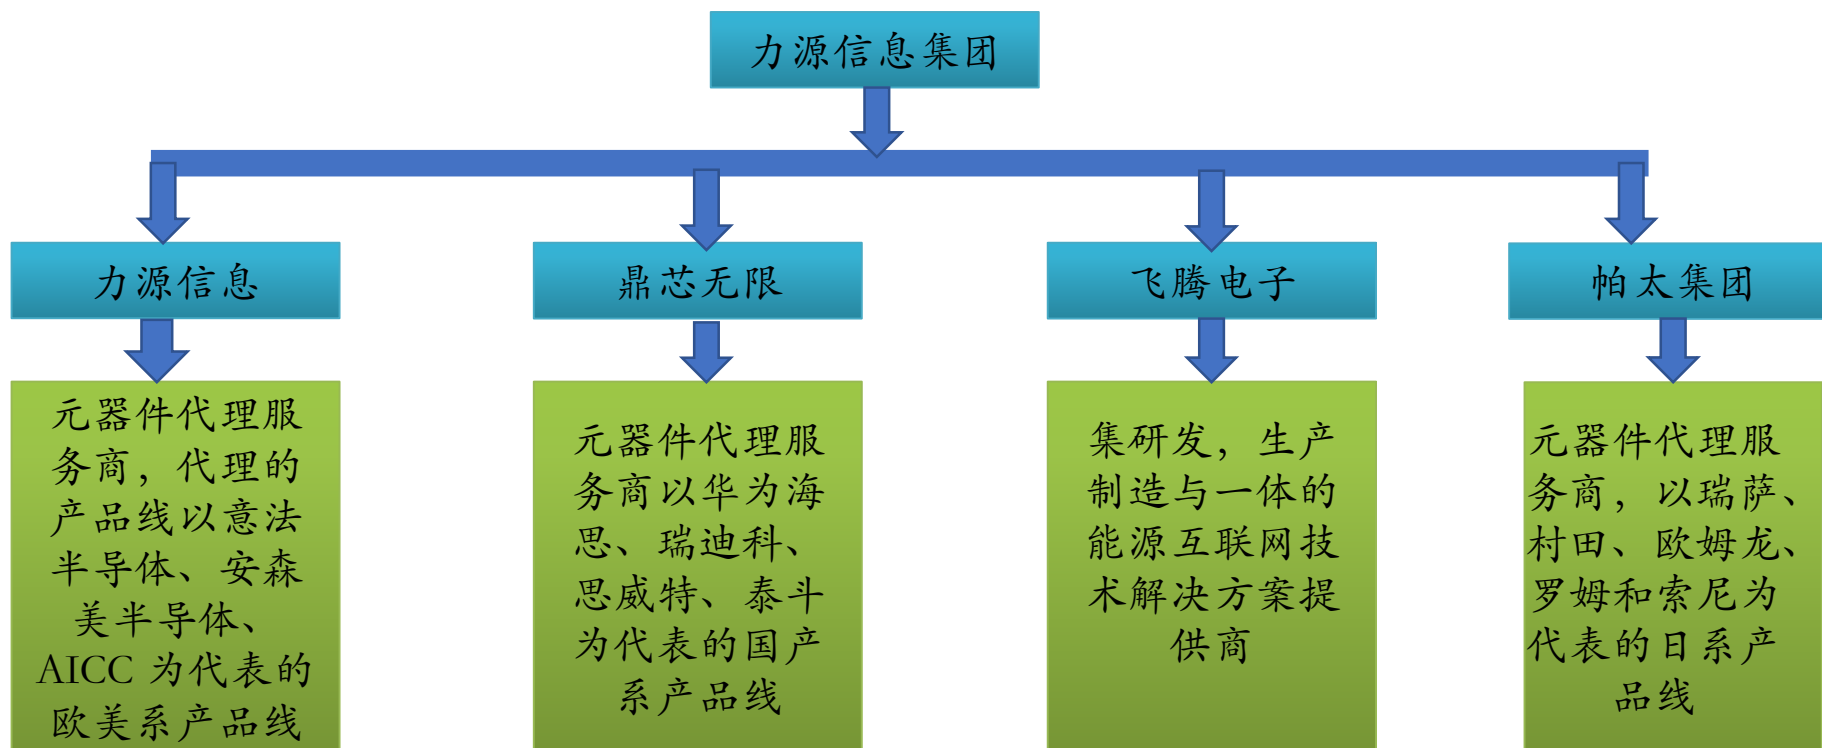 力源信息集团
力源信息
鼎芯无限
飞腾电子
帕太集团
元器件代理服
务商，代理的
产品线以意法
半导体、安森
美半导体、
AICC 为代表的
欧美系产品线
元器件代理服
务商以华为海
思、瑞迪科、
思威特、泰斗
为代表的国产
系产品线
集研发，生产
制造与一体的
能源互联网技
术解决方案提
供商
元器件代理服
务商，以瑞萨、
村田、欧姆龙、
罗姆和索尼为
代表的日系产
品线